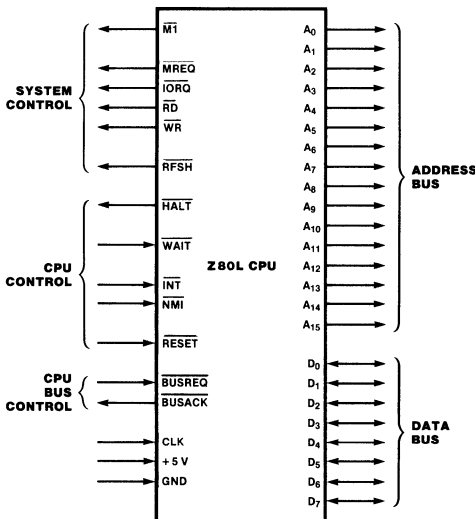 SYSTEM
CONTROL
M1
MREQ
IORQ
RD
WR
RFSH
CPU
CONTROL
HALT
WAIT
INT
NMI
RESET
CPU
BUS
CONTROL
BUSREQ
BUSACK
CLK
+5 V
GND
Z80L CPU
A0
A1
A2
A3
A4
A5
A6
A7
A8
A9
A10
A11
A12
A13
A14
A15
ADDRESS
BUS
D0
D1
D2
D3
D4
D5
D6
D7
DATA
BUS